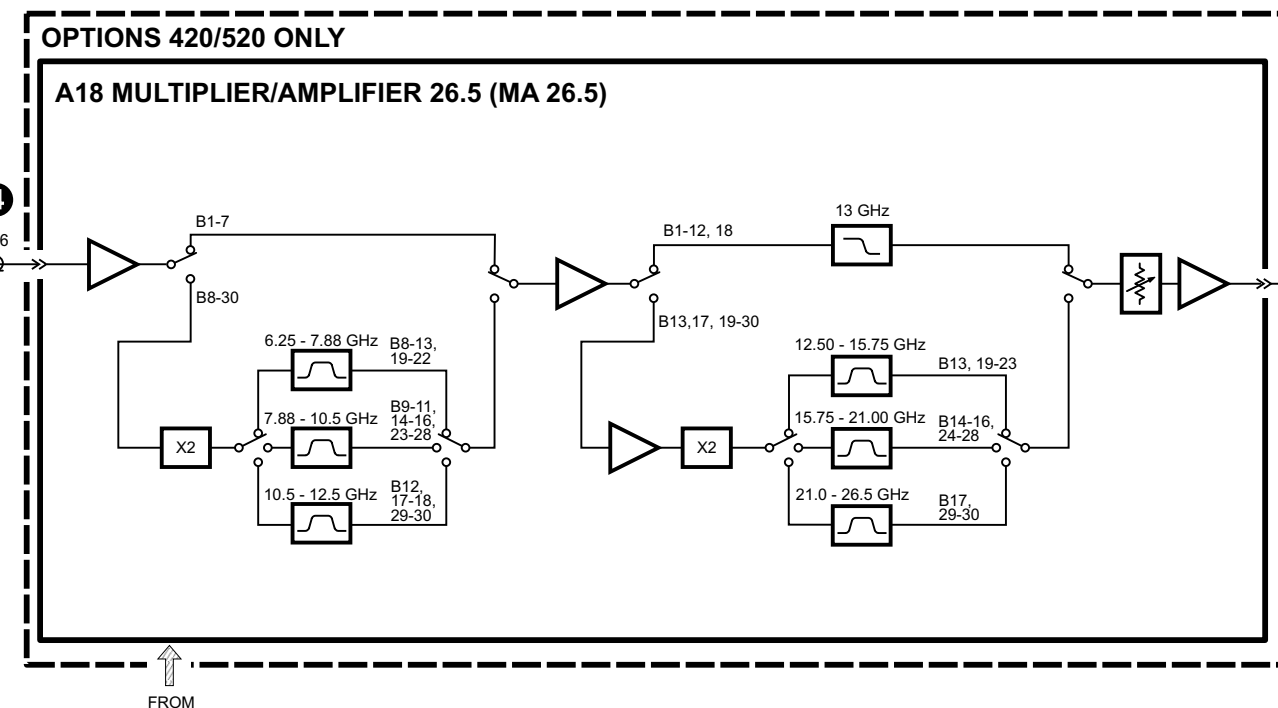 OPTIONS 420/520 ONLY
A18 MULTIPLIER/AMPLIFIER 26.5 (MA 26.5)
4
6
B1-7
B8-30
6.25 - 7.88 GHz
B8-13,
19-22
7.88 - 10.5 GHz
B9-11,
14-16,
23-28
X2
10.5 - 12.5 GHz
B12,
17-18,
29-30
B1-12, 18
13 GHz
B13,17, 19-30
12.50 - 15.75 GHz
B13, 19-23
15.75 - 21.00 GHz
B14-16,
24-28
X2
21.0 - 26.5 GHz
B17,
29-30
FROM